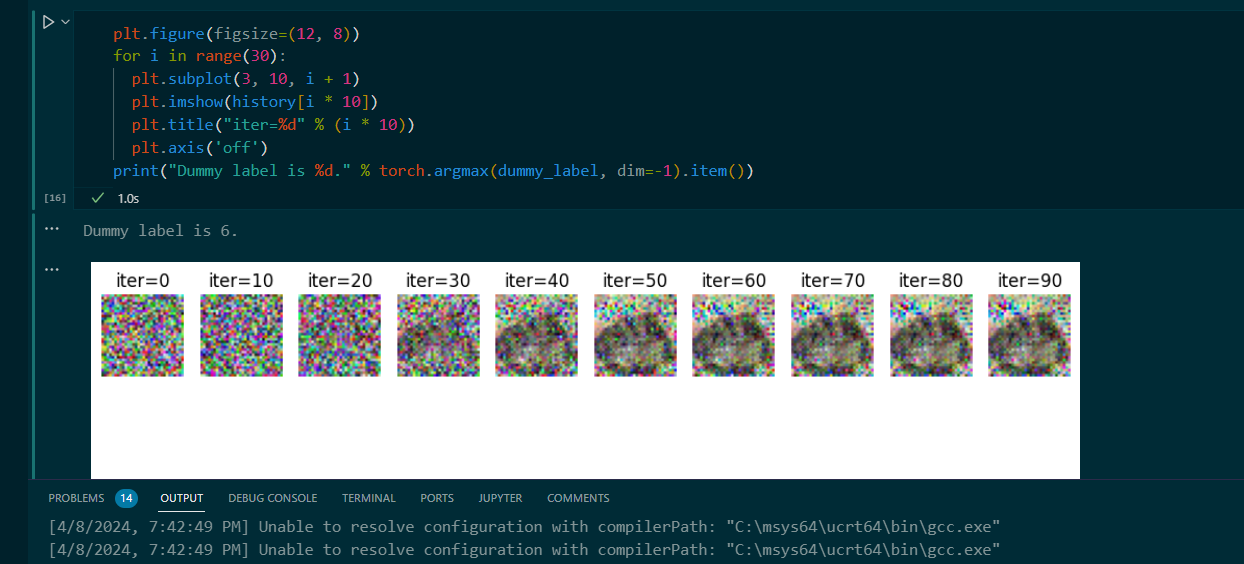 plt.figure(figsize=(12, 8))
for i in range(30):
  plt.subplot(3, 10, i + 1)
  plt.imshow(history[i * 10])
  plt.title("iter=%d" % (i * 10))
  plt.axis('off')
print("Dummy label is %d." % torch.argmax(dummy_label, dim=-1).item())
[16] 1.0s
Dummy label is 6.
iter=0 iter=10 iter=20 iter=30 iter=40 iter=50 iter=60 iter=70 iter=80 iter=90
PROBLEMS 14 OUTPUT DEBUG CONSOLE TERMINAL PORTS JUPYTER COMMENTS
[4/8/2024, 7:42:49 PM] Unable to resolve configuration with compilerPath: "C:\msys64\ucrt64\bin\gcc.exe"
[4/8/2024, 7:42:49 PM] Unable to resolve configuration with compilerPath: "C:\msys64\ucrt64\bin\gcc.exe"